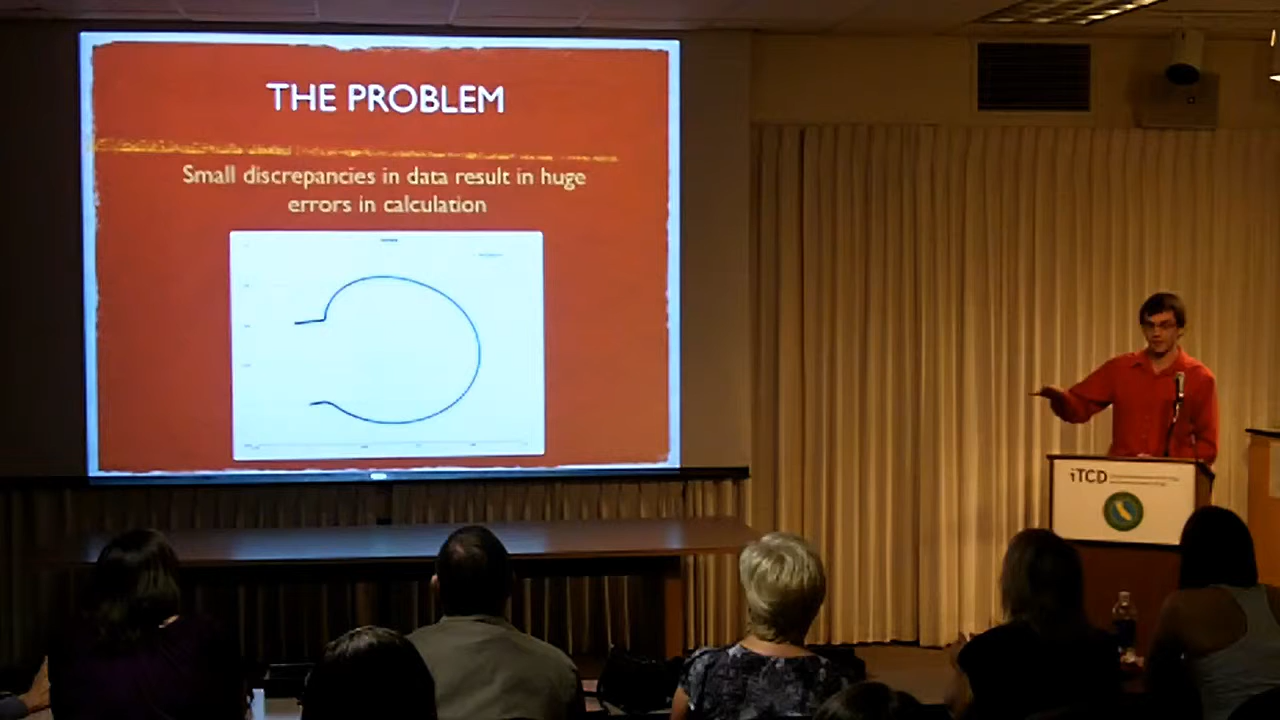 THE PROBLEM
Small discrepancies in data result in huge
errors in calculation
iTCD